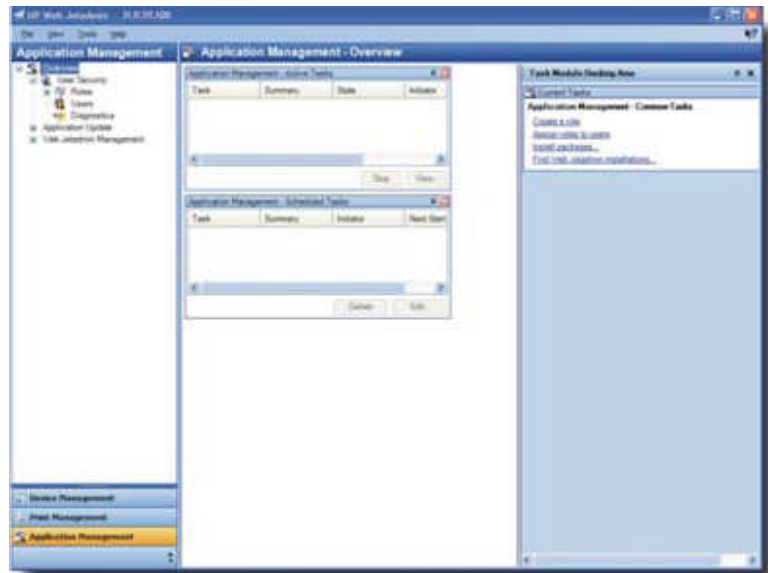 HP Web Jetadmin
File View Tools Help
Application Management
Application Management - Overview
Overview
User Security
Roles
Users
Diagnostics
Application Update
Web Jetadmin Management
Application Management - Active Tasks
Task Summary State Initiator
Stop View
Application Management - Scheduled Tasks
Task Summary Initiator Next Start
Delete Edit
Task Module Docking Area
Current Tasks
Application Management - Common Tasks
Create a role
Assign roles to users
Install packages...
Find Web Jetadmin installations...
Device Management
Print Management
Application Management